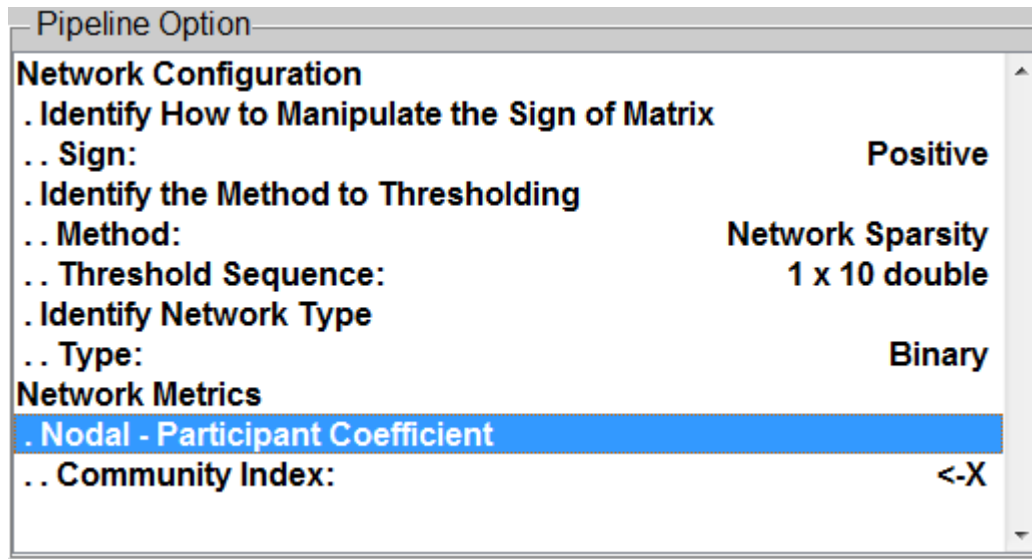 Pipeline Option
Network Configuration
. Identify How to Manipulate the Sign of Matrix
. . Sign: Positive
. Identify the Method to Thresholding
. . Method: Network Sparsity
. . Threshold Sequence: 1 x 10 double
. Identify Network Type
. . Type: Binary
Network Metrics
. Nodal - Participant Coefficient
. . Community Index: <-X